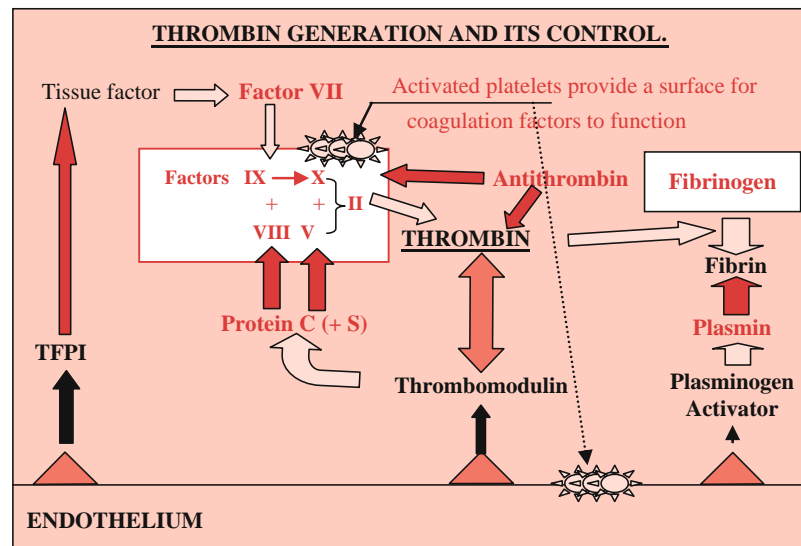 THROMBIN GENERATION AND ITS CONTROL.
Tissue factor
Factor VII
Activated platelets provide a surface for
coagulation factors to function
Factors IX X
+ +
II
VIII V
Antithrombin
Fibrinogen
THROMBIN
Fibrin
Protein C (+ S)
Plasmin
TFPI
Thrombomodulin
Plasminogen
Activator
ENDOTHELIUM